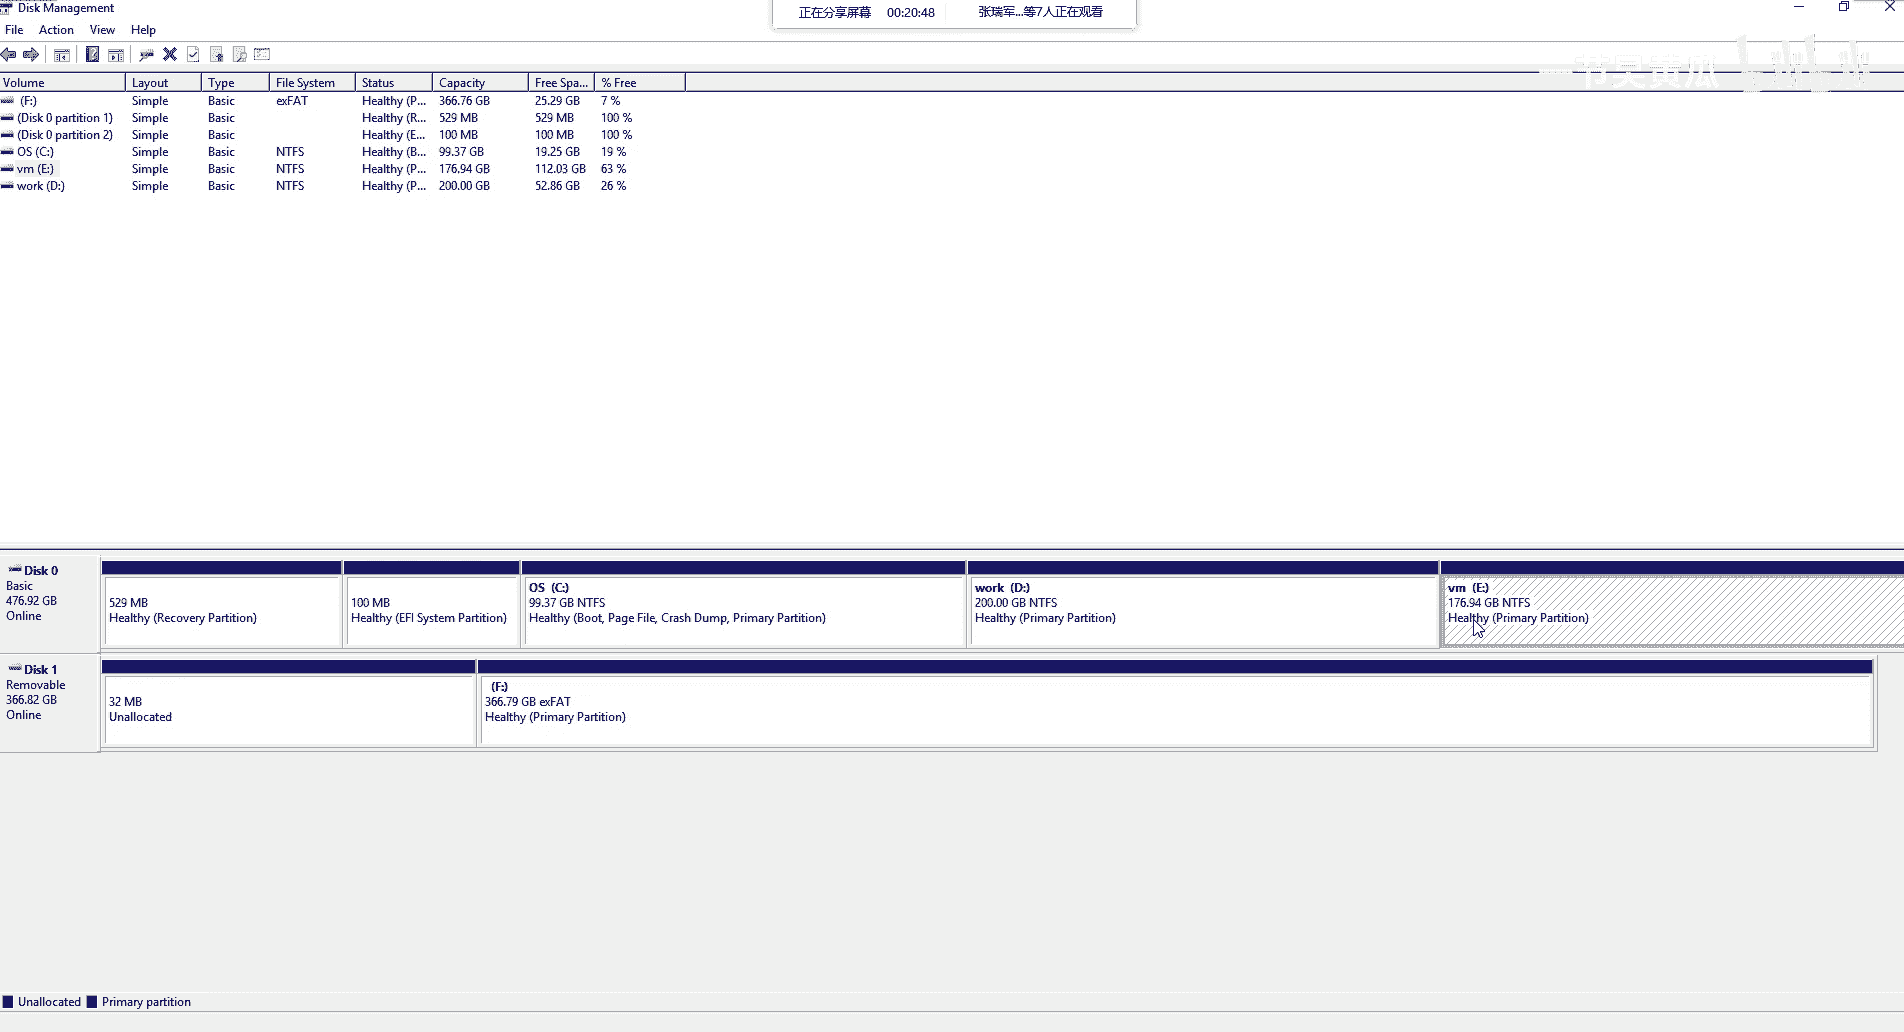 Disk Management
正在分享屏幕 00:20:48 张瑞军...等7人正在观看
File Action View Help
Volume Layout Type File System Status Capacity Free Spa... % Free
(F:) Simple Basic exFAT Healthy (P... 366.76 GB 25.29 GB 7 %
(Disk 0 partition 1) Simple Basic Healthy (R... 529 MB 529 MB 100 %
(Disk 0 partition 2) Simple Basic Healthy (E... 100 MB 100 MB 100 %
OS (C:) Simple Basic NTFS Healthy (B... 99.37 GB 19.25 GB 19 %
vm (E:) Simple Basic NTFS Healthy (P... 176.94 GB 112.03 GB 63 %
work (D:) Simple Basic NTFS Healthy (P... 200.00 GB 52.86 GB 26 %
Disk 0
Basic
476.92 GB
Online
529 MB
Healthy (Recovery Partition)
100 MB
Healthy (EFI System Partition)
OS (C:)
99.37 GB NTFS
Healthy (Boot, Page File, Crash Dump, Primary Partition)
work (D:)
200.00 GB NTFS
Healthy (Primary Partition)
vm (E:)
176.94 GB NTFS
Healthy (Primary Partition)
Disk 1
Removable
366.82 GB
Online
32 MB
Unallocated
(F:)
366.79 GB exFAT
Healthy (Primary Partition)
Unallocated Primary partition